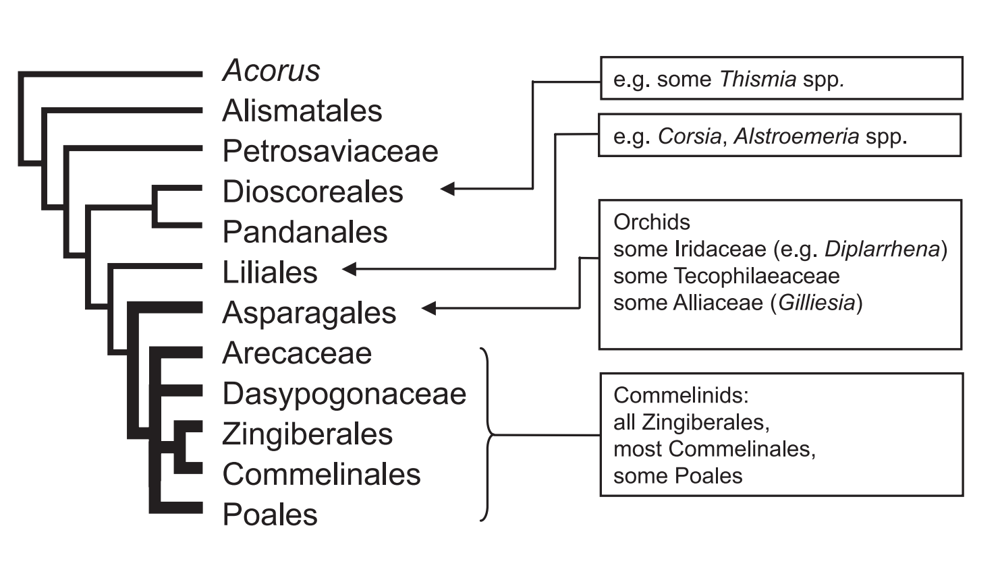 Acorus
Alismatales
Petrosaviaceae
Dioscoreales
Pandanales
Liliales
Asparagales
Arecaceae
Dasypogonaceae
Zingiberales
Commelinales
Poales
e.g. some Thismia spp.
e.g. Corsia, Alstroemeria spp.
Orchids
some Iridaceae (e.g. Diplarrhena)
some Tecophilaeaceae
some Alliaceae (Gilliesia)
Commelinids:
all Zingiberales,
most Commelinales,
some Poales